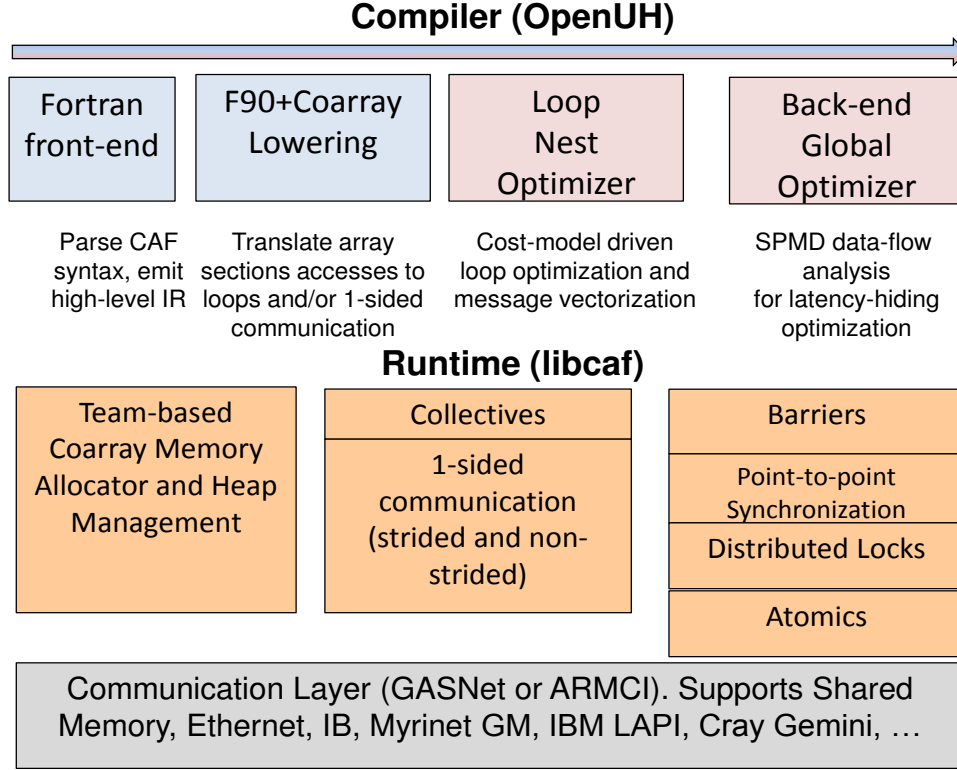 Compiler (OpenUH)
Fortran
front-end
F90+Coarray
Lowering
Loop
Nest
Optimizer
Back-end
Global
Optimizer
Parse CAF
syntax, emit
high-level IR
Translate array
sections accesses to
loops and/or 1-sided
communication
Cost-model driven
loop optimization and
message vectorization
SPMD data-flow
analysis
for latency-hiding
optimization
Runtime (libcaf)
Team-based
Coarray Memory
Allocator and Heap
Management
Collectives
1-sided
communication
(strided and non-
strided)
Barriers
Point-to-point
Synchronization
Distributed Locks
Atomics
Communication Layer (GASNet or ARMCI). Supports Shared
Memory, Ethernet, IB, Myrinet GM, IBM LAPI, Cray Gemini, …